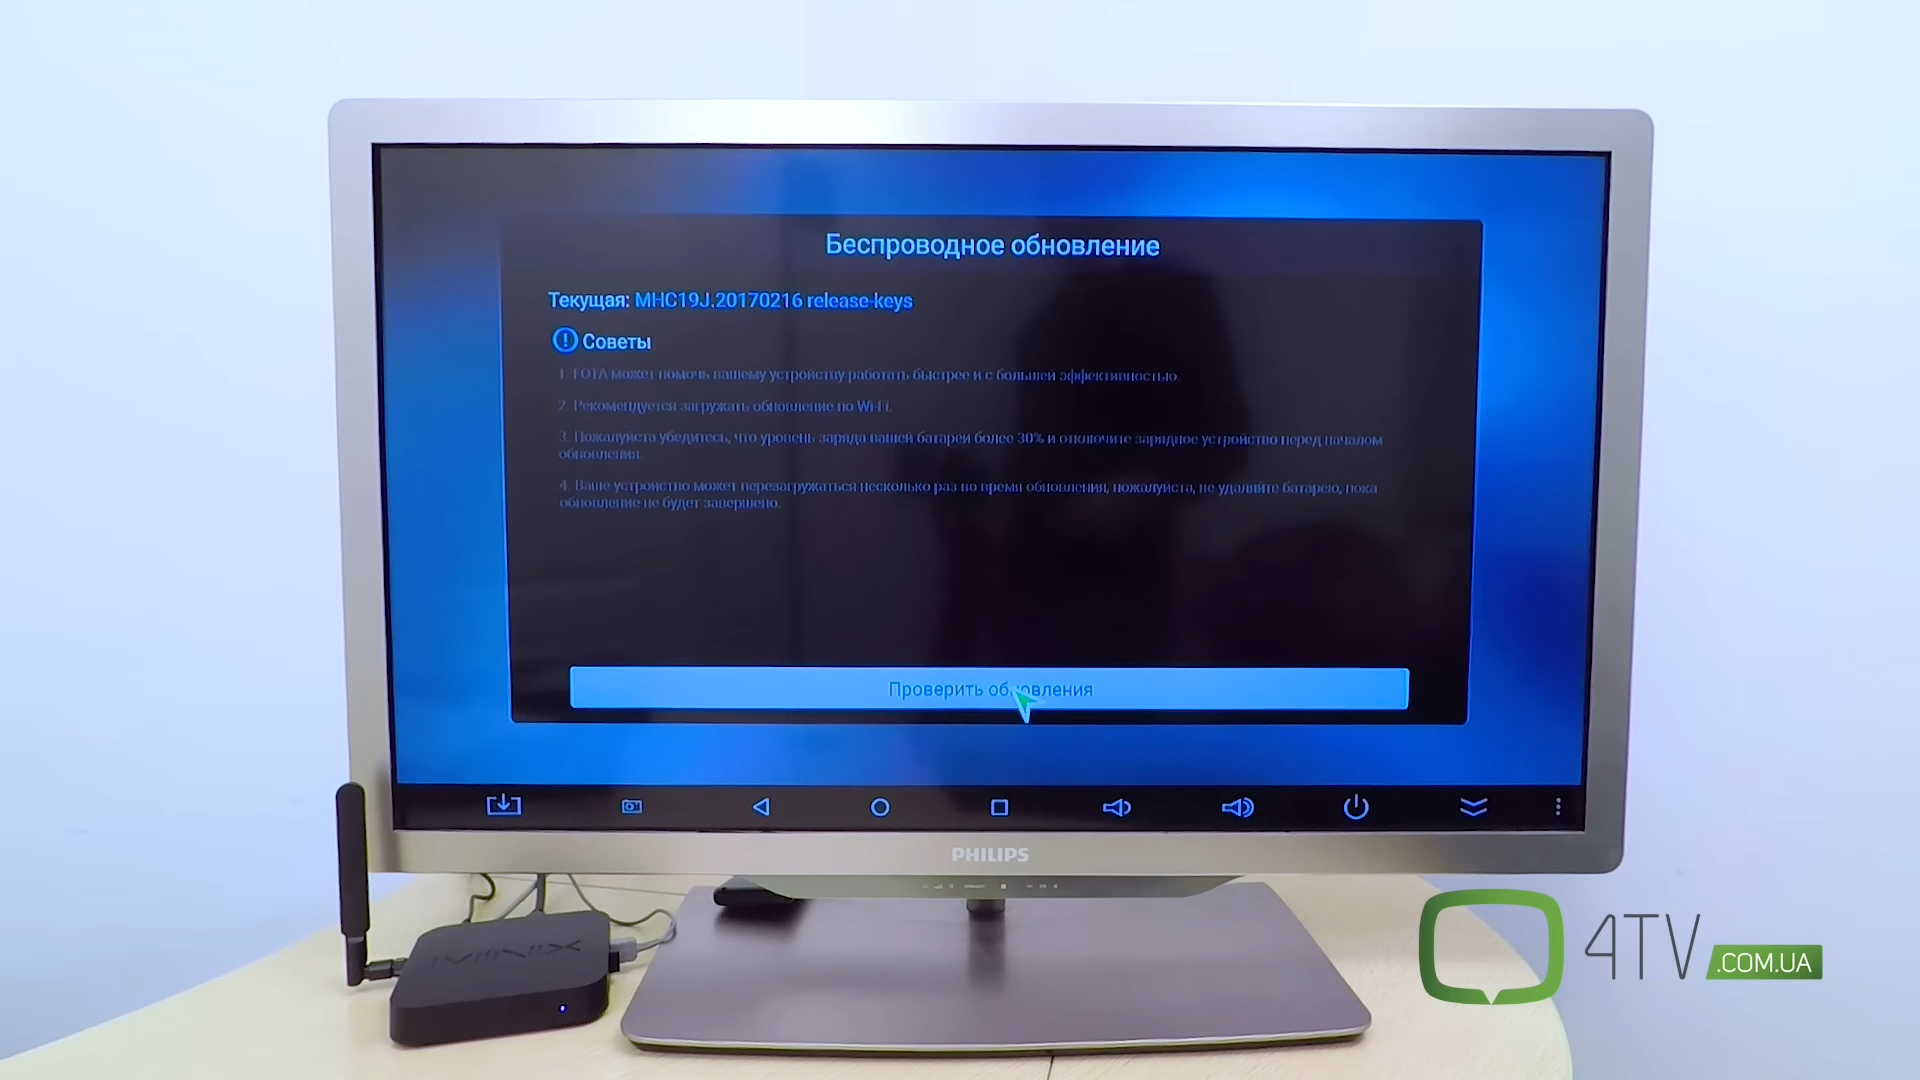 Беспроводное обновление
Текущая: MHC19J.20170216 release-keys
Советы
1. FOTA может помочь вашему устройству работать быстрее и с большей эффективностью.
2. Рекомендуется загружать обновление по Wi-Fi.
3. Пожалуйста убедитесь, что уровень заряда вашей батареи более 30% и отключите зарядное устройство перед началом
обновления.
4. Ваше устройство может перезагружаться несколько раз во время обновления, пожалуйста, не удаляйте батарею, пока
обновление не будет завершено.
Проверить обновления
PHILIPS
MINIX
4TV
.COM.UA